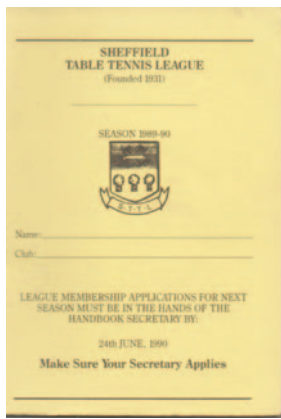 SHEFFIELD
TABLE TENNIS LEAGUE
(Founded 1931)
SEASON 1989-90
S.T.T.L.
Name:
Club:
LEAGUE MEMBERSHIP APPLICATIONS FOR NEXT
SEASON MUST BE IN THE HANDS OF THE
HANDBOOK SECRETARY BY:
24th JUNE, 1990
Make Sure Your Secretary Applies